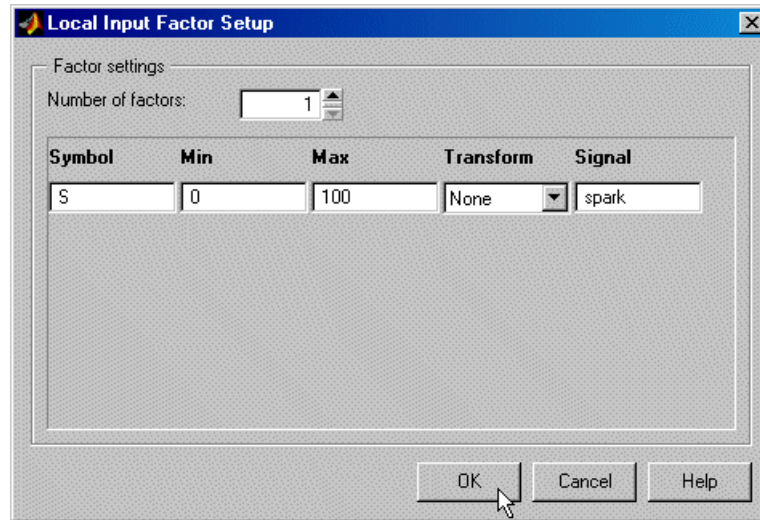 Local Input Factor Setup
Factor settings
Number of factors: 1
Symbol Min Max Transform Signal
S 0 100 None spark
OK Cancel Help